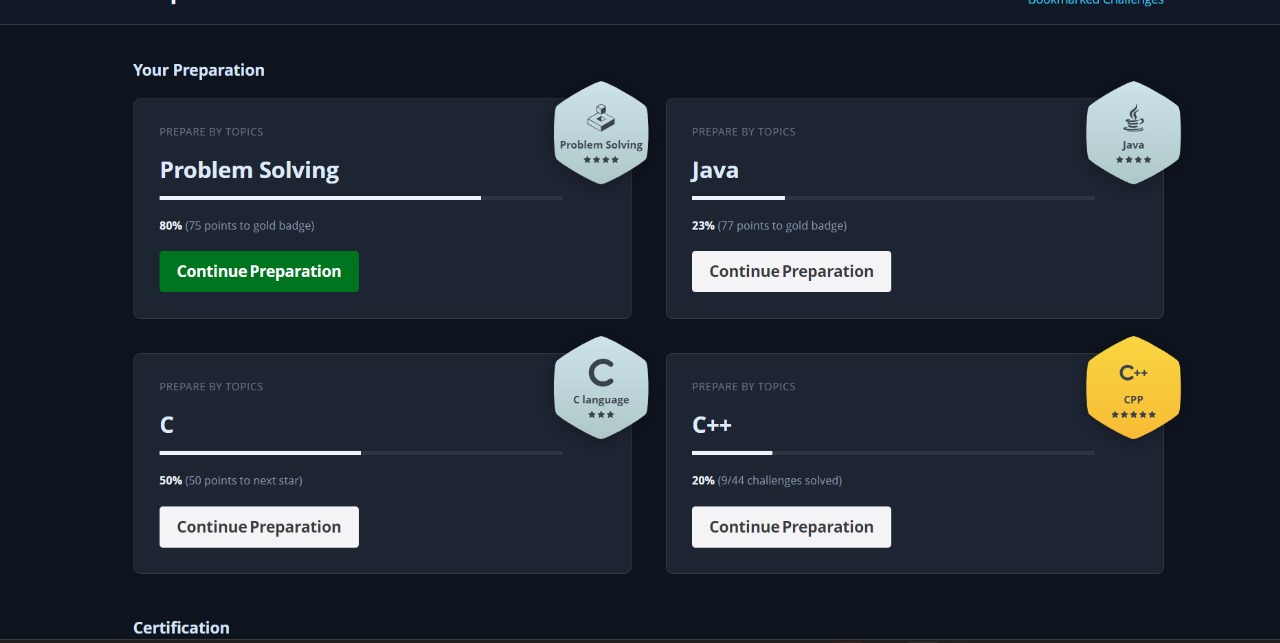 Bookmarked Challenges
Your Preparation
PREPARE BY TOPICS
Problem Solving
80% (75 points to gold badge)
Continue Preparation
Problem Solving
PREPARE BY TOPICS
Java
23% (77 points to gold badge)
Continue Preparation
Java
PREPARE BY TOPICS
C
50% (50 points to next star)
Continue Preparation
C
C language
PREPARE BY TOPICS
C++
20% (9/44 challenges solved)
Continue Preparation
C++
CPP
Certification